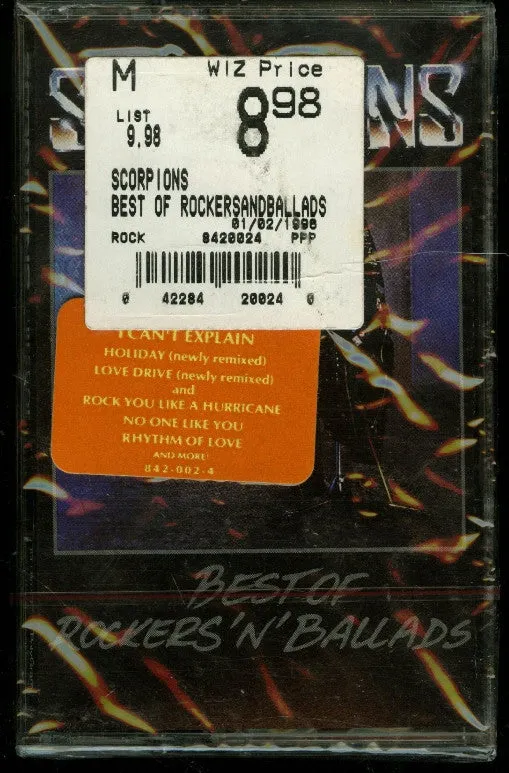 M WIZ Price
8 98
LIST
9.98
SCORPIONS
BEST OF ROCKERSANDBALLADS
01/02/1998
ROCK 8420024 PPP
0 42284 20024 0
I CAN'T EXPLAIN
HOLIDAY (newly remixed)
LOVE DRIVE (newly remixed)
and
ROCK YOU LIKE A HURRICANE
NO ONE LIKE YOU
RHYTHM OF LOVE
AND MORE!
842-002-4
BEST OF
ROCKERS 'N' BALLADS